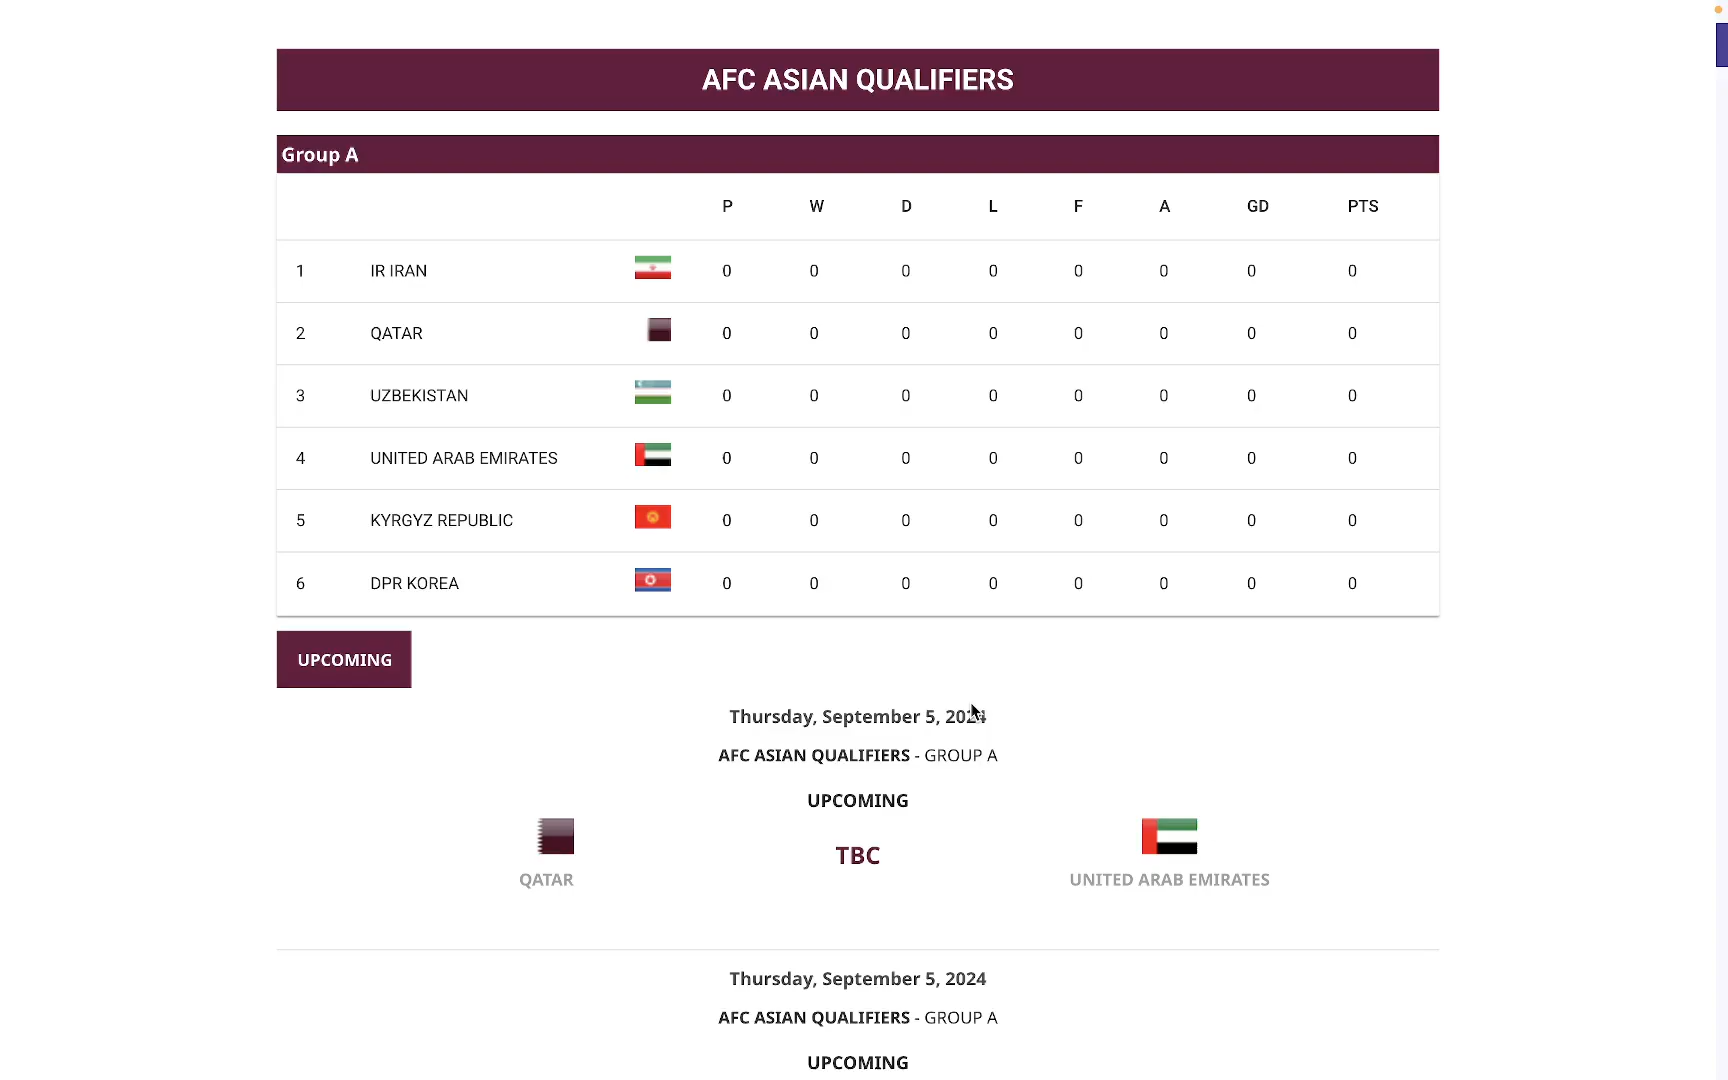 AFC ASIAN QUALIFIERS
Group A
P W D L F A GD PTS
1 IR IRAN 0 0 0 0 0 0 0 0
2 QATAR 0 0 0 0 0 0 0 0
3 UZBEKISTAN 0 0 0 0 0 0 0 0
4 UNITED ARAB EMIRATES 0 0 0 0 0 0 0 0
5 KYRGYZ REPUBLIC 0 0 0 0 0 0 0 0
6 DPR KOREA 0 0 0 0 0 0 0 0
UPCOMING
Thursday, September 5, 2024
AFC ASIAN QUALIFIERS - GROUP A
UPCOMING
TBC
QATAR UNITED ARAB EMIRATES
Thursday, September 5, 2024
AFC ASIAN QUALIFIERS - GROUP A
UPCOMING